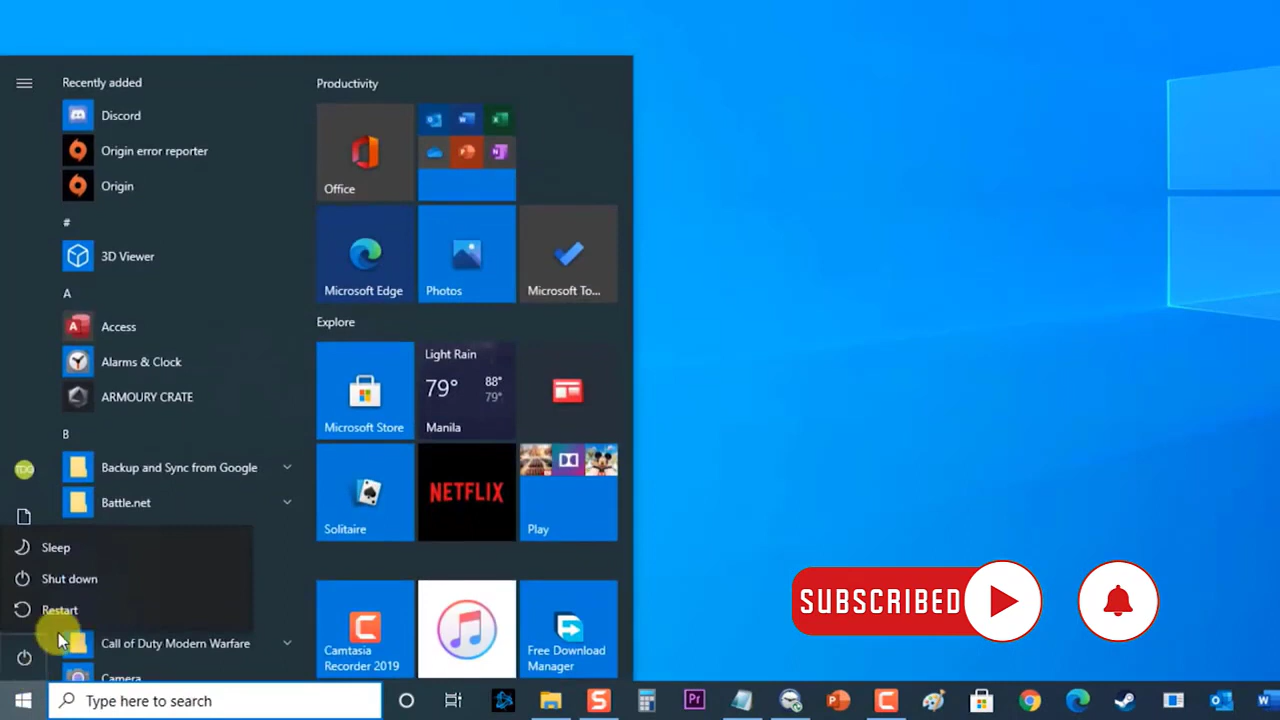 Recently added
Discord
Origin error reporter
Origin
#
3D Viewer
A
Access
Alarms & Clock
ARMOURY CRATE
B
Backup and Sync from Google
Battle.net
TDG
Sleep
Shut down
Restart
Call of Duty Modern Warfare
Camera
Productivity
Office
Microsoft Edge
Photos
Microsoft To...
Explore
Microsoft Store
Light Rain
79° 88°
79°
Manila
Solitaire
NETFLIX
Play
Camtasia
Recorder 2019
Free Download
Manager
SUBSCRIBED
Type here to search